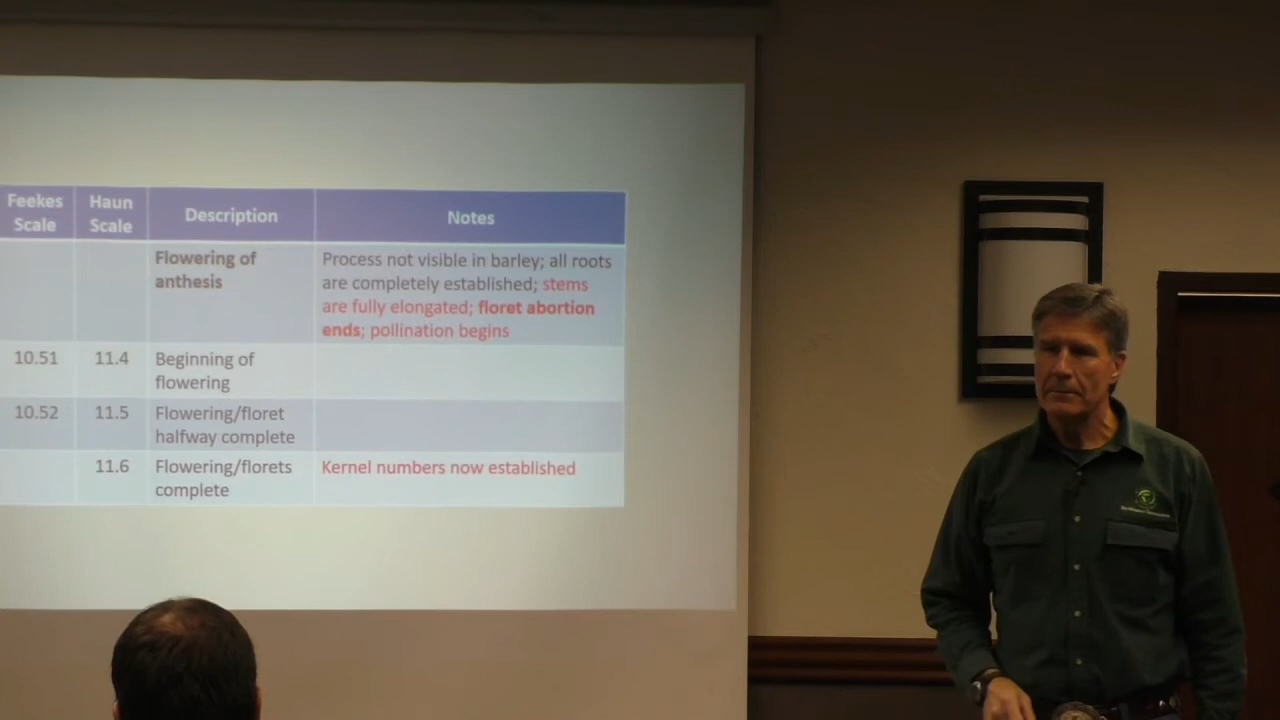 Feekes Scale
Haun Scale
Description
Notes
Flowering of
anthesis
Process not visible in barley; all roots
are completely established; stems
are fully elongated; floret abortion
ends; pollination begins
10.51
11.4
Beginning of
flowering
10.52
11.5
Flowering/floret
halfway complete
11.6
Flowering/florets
complete
Kernel numbers now established